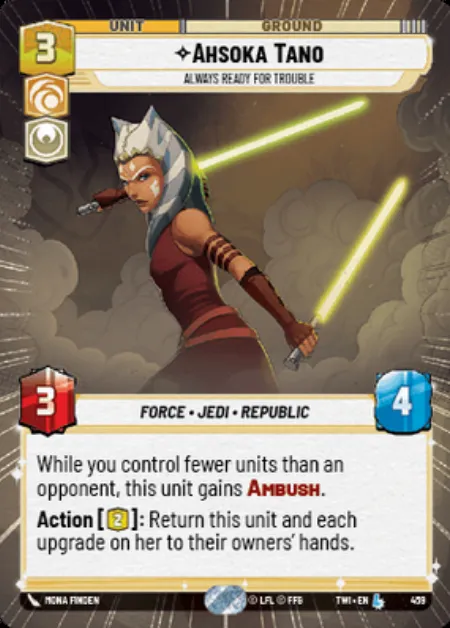 UNIT GROUND
3 AHSOKA TANO
ALWAYS READY FOR TROUBLE
3 FORCE • JEDI • REPUBLIC 4
While you control fewer units than an
opponent, this unit gains AMBUSH.
Action [2]: Return this unit and each
upgrade on her to their owners' hands.
MONA FINDEN © LFL © FFG TWI • EN 459